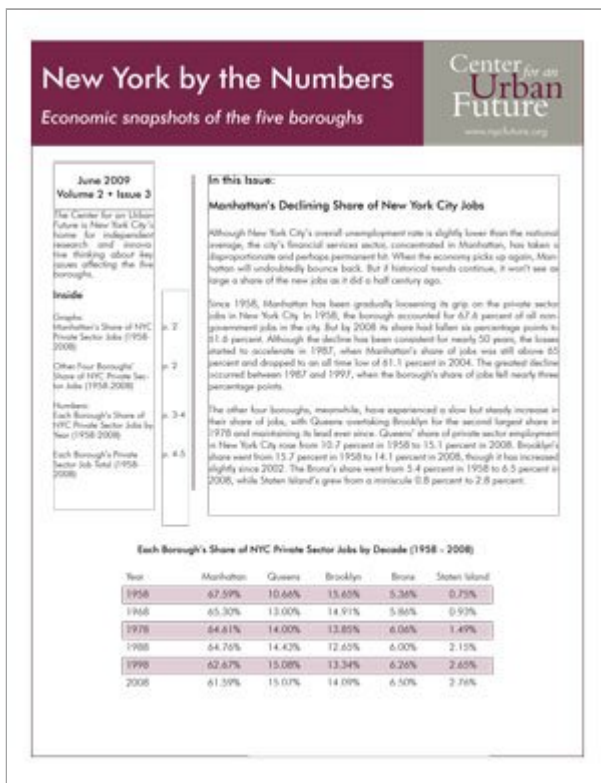 New York by the Numbers
Economic snapshots of the five boroughs
Center for an
Urban
Future
www.nycfuture.org
June 2009
Volume 2 • Issue 3
The Center for an Urban
Future is New York City's
home for independent
research and innova-
tive thinking about key
issues affecting the five
boroughs.
Inside
Graphs:
Manhattan's Share of NYC
Private Sector Jobs (1958-
2008)
p. 2
Other Four Boroughs'
Share of NYC Private Sec-
tor Jobs (1958-2008)
p. 2
Numbers:
Each Borough's Share of
NYC Private Sector Jobs by
Year (1958-2008)
p. 3-4
Each Borough's Private
Sector Job Total (1958-
2008)
p. 4-5
In this Issue:
Manhattan's Declining Share of New York City Jobs
Although New York City's overall unemployment rate is slightly lower than the national
average, the city's financial services sector, concentrated in Manhattan, has taken a
disproportionate and perhaps permanent hit. When the economy picks up again, Man-
hattan will undoubtedly bounce back. But if historical trends continue, it won't see as
large a share of the new jobs as it did a half century ago.
Since 1958, Manhattan has been gradually loosening its grip on the private sector
jobs in New York City. In 1958, the borough accounted for 67.6 percent of all non-
government jobs in the city. But by 2008 its share had fallen six percentage points to
61.6 percent. Although the decline has been consistent for nearly 50 years, the losses
started to accelerate in 1987, when Manhattan's share of jobs was still above 65
percent and dropped to an all time low of 61.1 percent in 2004. The greatest decline
occurred between 1987 and 1997, when the borough's share of jobs fell nearly three
percentage points.
The other four boroughs, meanwhile, have experienced a slow but steady increase in
their share of jobs, with Queens overtaking Brooklyn for the second largest share in
1978 and maintaining its lead ever since. Queens' share of private sector employment
in New York City rose from 10.7 percent in 1958 to 15.1 percent in 2008. Brooklyn's
share went from 15.7 percent in 1958 to 14.1 percent in 2008, though it has increased
slightly since 2002. The Bronx's share went from 5.4 percent in 1958 to 6.5 percent in
2008, while Staten Island's grew from a miniscule 0.8 percent to 2.8 percent.
Each Borough's Share of NYC Private Sector Jobs by Decade (1958 - 2008)
Year Manhattan Queens Brooklyn Bronx Staten Island
1958 67.59% 10.66% 15.65% 5.36% 0.75%
1968 65.30% 13.00% 14.91% 5.86% 0.93%
1978 64.61% 14.00% 13.85% 6.06% 1.49%
1988 64.76% 14.43% 12.65% 6.00% 2.15%
1998 62.67% 15.08% 13.34% 6.26% 2.65%
2008 61.59% 15.07% 14.09% 6.50% 2.76%